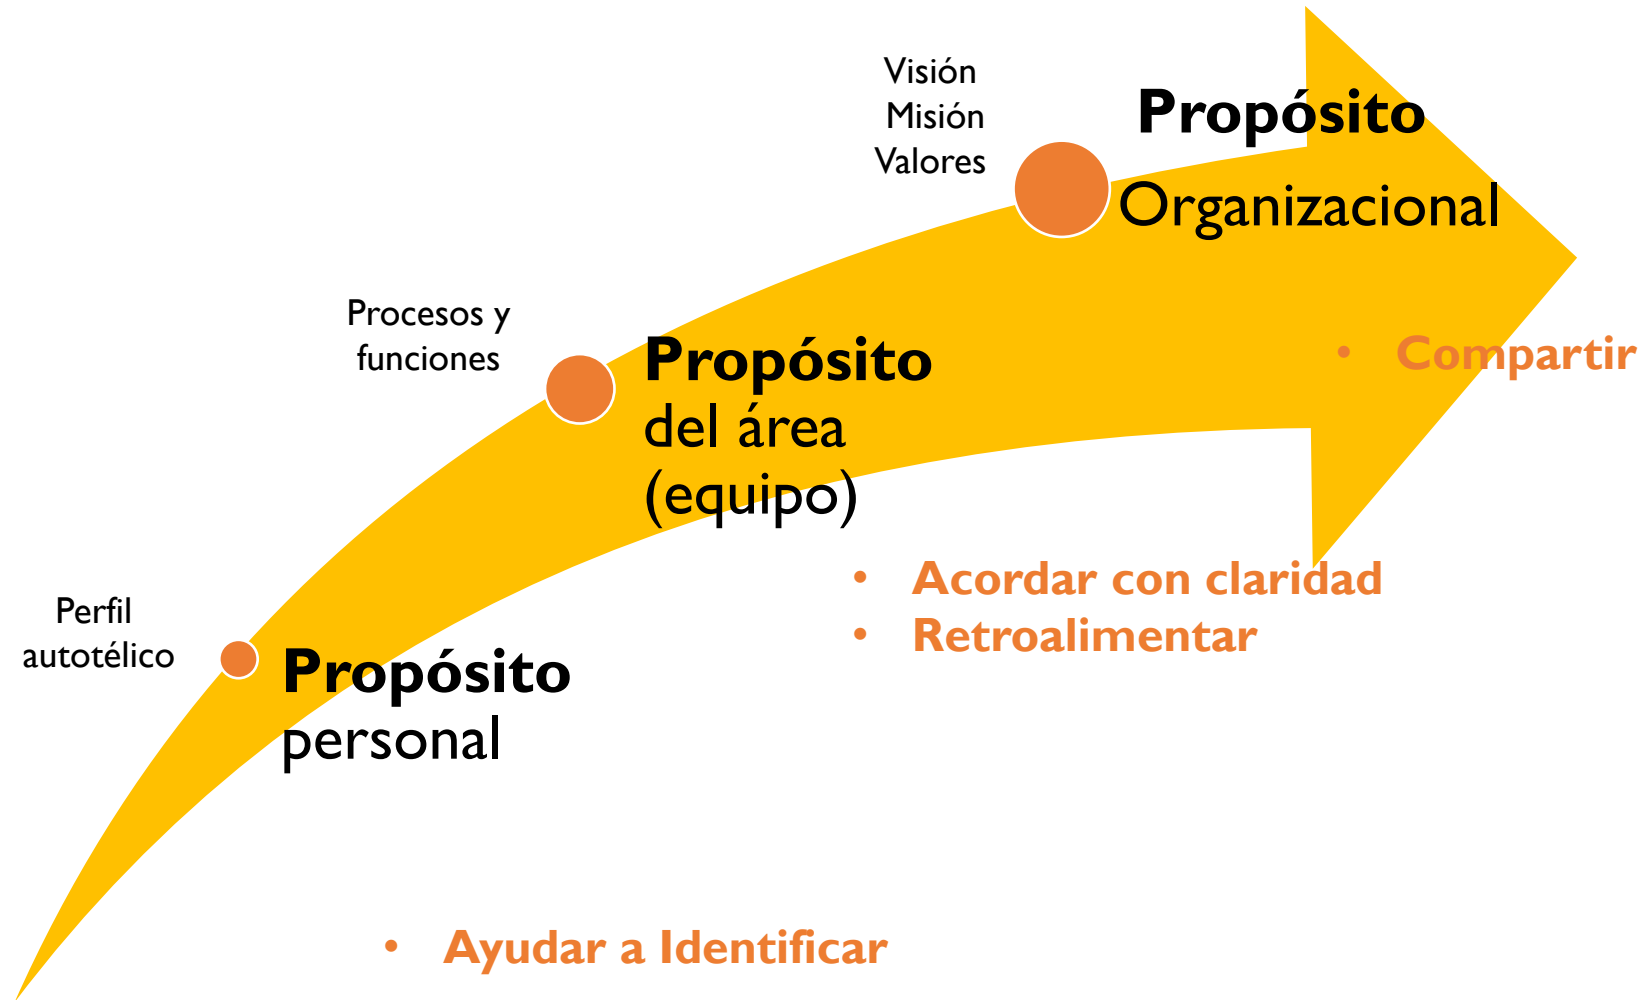 Visión
Misión
Valores
Propósito
Organizacional
• Compartir
Procesos y
funciones
Propósito
del área
(equipo)
• Acordar con claridad
• Retroalimentar
Perfil
autotélico
Propósito
personal
• Ayudar a Identificar